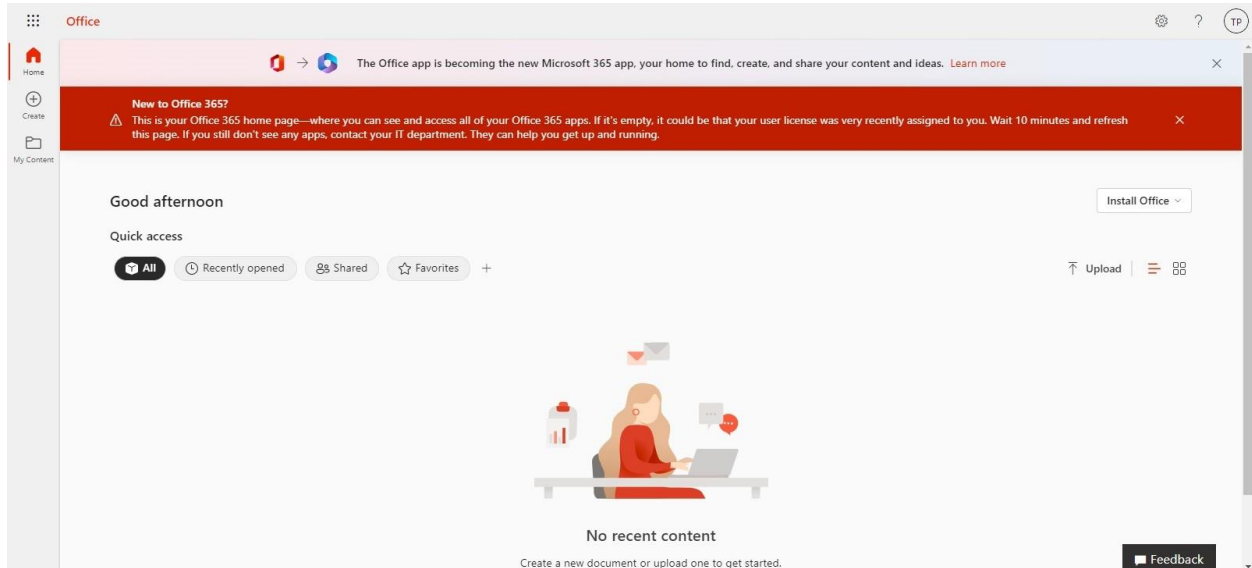 Office
TP
Home
Create
My Content
The Office app is becoming the new Microsoft 365 app, your home to find, create, and share your content and ideas. Learn more
New to Office 365?
This is your Office 365 home page—where you can see and access all of your Office 365 apps. If it's empty, it could be that your user license was very recently assigned to you. Wait 10 minutes and refresh
this page. If you still don't see any apps, contact your IT department. They can help you get up and running.
Good afternoon
Install Office
Quick access
All
Recently opened
Shared
Favorites
Upload
No recent content
Create a new document or upload one to get started.
Feedback